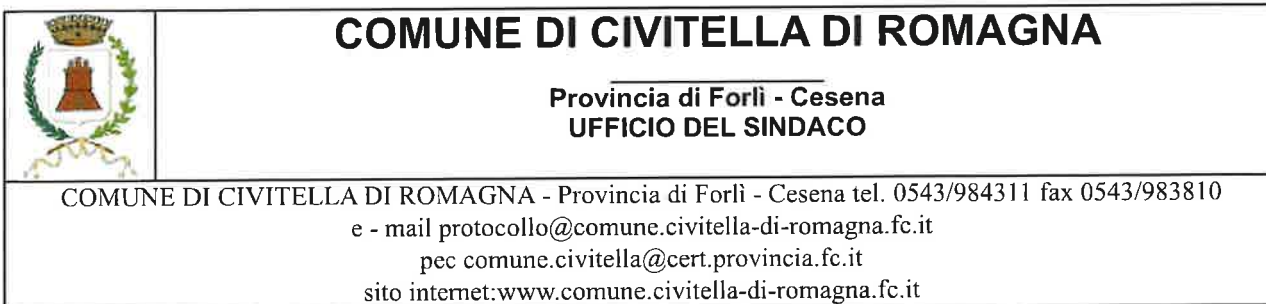 COMUNE DI CIVITELLA DI ROMAGNA
Provincia di Forlì - Cesena
UFFICIO DEL SINDACO
COMUNE DI CIVITELLA DI ROMAGNA - Provincia di Forlì - Cesena tel. 0543/984311 fax 0543/983810
e - mail protocollo@comune.civitella-di-romagna.fc.it
pec comune.civitella@cert.provincia.fc.it
sito internet:www.comune.civitella-di-romagna.fc.it